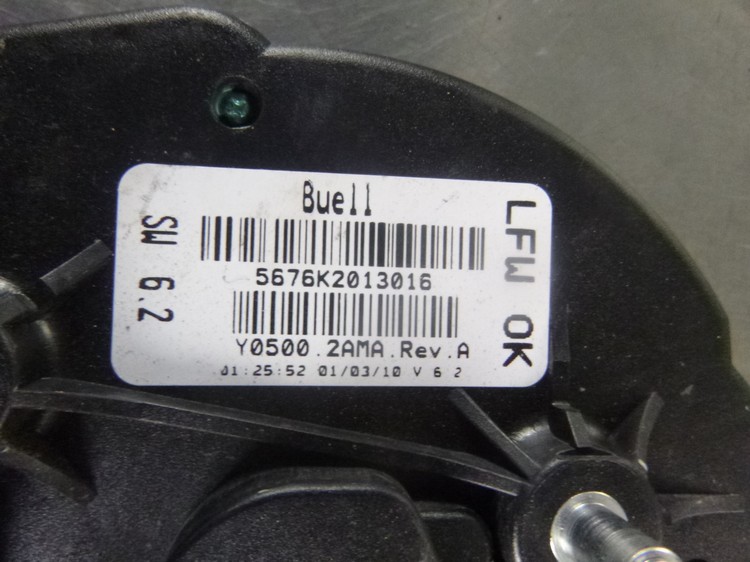 Buell
5676K2013016
Y0500.2AMA.Rev.A
01:25:52 01/03/10 V 6 2
SW 6.2
LFW OK